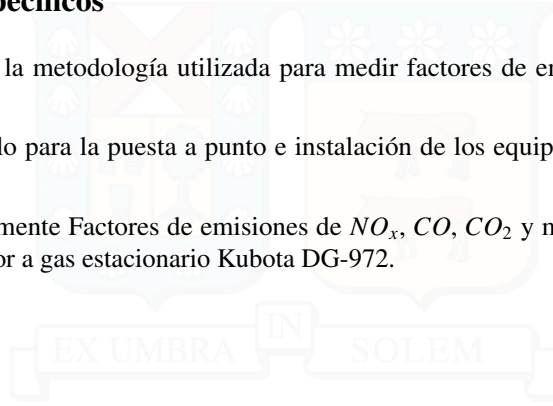 pecíficos
la metodología utilizada para medir factores de en
lo para la puesta a punto e instalación de los equip
mente Factores de emisiones de NOₓ, CO, CO₂ y m
or a gas estacionario Kubota DG-972.
IN
EX UMBRA SOLEM